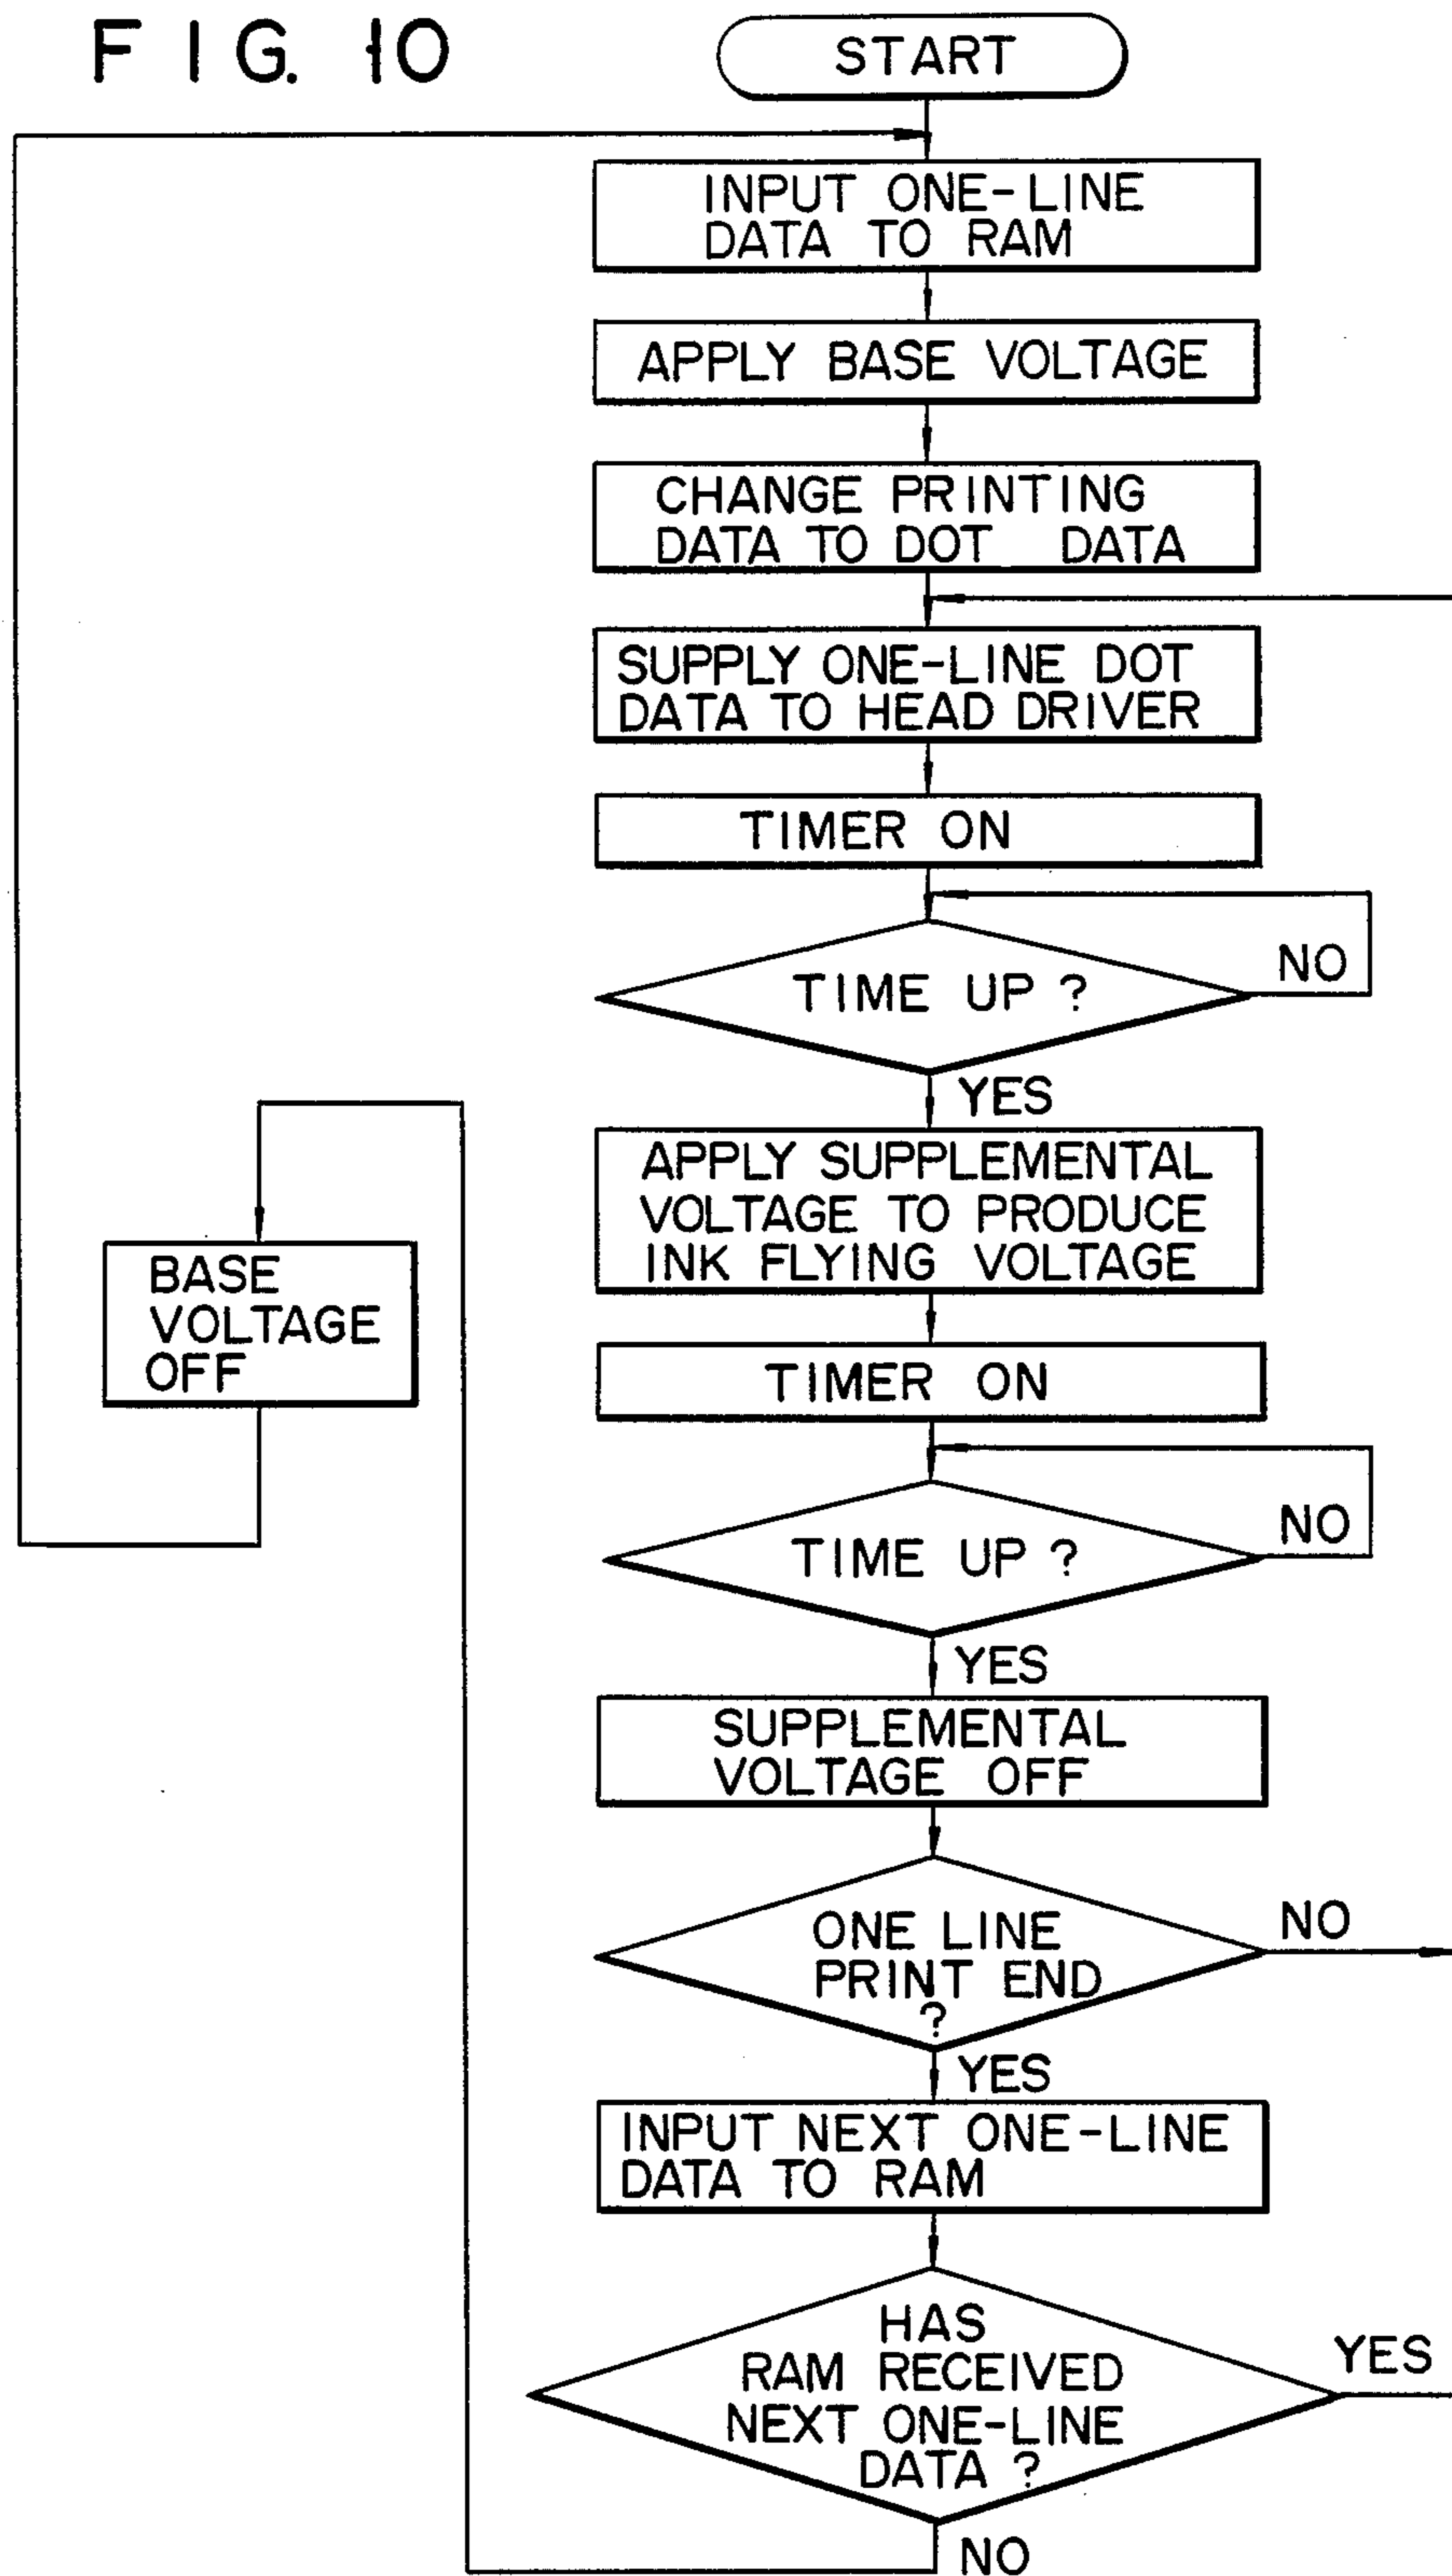 FIG. 10
START
INPUT ONE-LINE
DATA TO RAM
APPLY BASE VOLTAGE
CHANGE PRINTING
DATA TO DOT DATA
SUPPLY ONE-LINE DOT
DATA TO HEAD DRIVER
TIMER ON
TIME UP ?
NO
YES
APPLY SUPPLEMENTAL
VOLTAGE TO PRODUCE
INK FLYING VOLTAGE
BASE
VOLTAGE
OFF
TIMER ON
TIME UP ?
NO
YES
SUPPLEMENTAL
VOLTAGE OFF
ONE LINE
PRINT END
?
NO
YES
INPUT NEXT ONE-LINE
DATA TO RAM
HAS
RAM RECEIVED
NEXT ONE-LINE
DATA ?
YES
NO